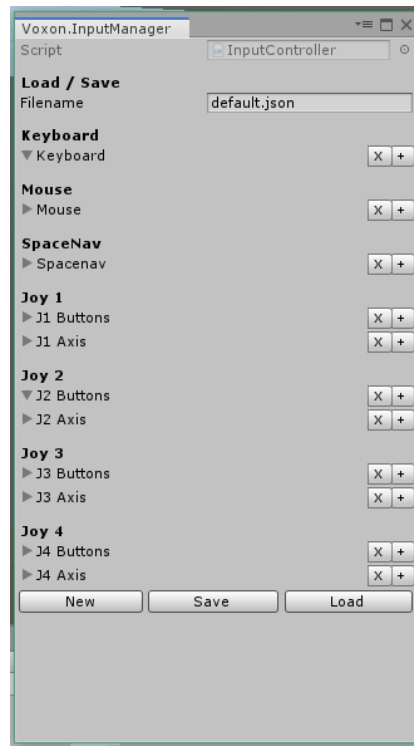 Voxon.InputManager
Script InputController
Load / Save
Filename default.json
Keyboard
Keyboard X +
Mouse
Mouse X +
SpaceNav
Spacenav X +
Joy 1
J1 Buttons X +
J1 Axis X +
Joy 2
J2 Buttons X +
J2 Axis X +
Joy 3
J3 Buttons X +
J3 Axis X +
Joy 4
J4 Buttons X +
J4 Axis X +
New Save Load